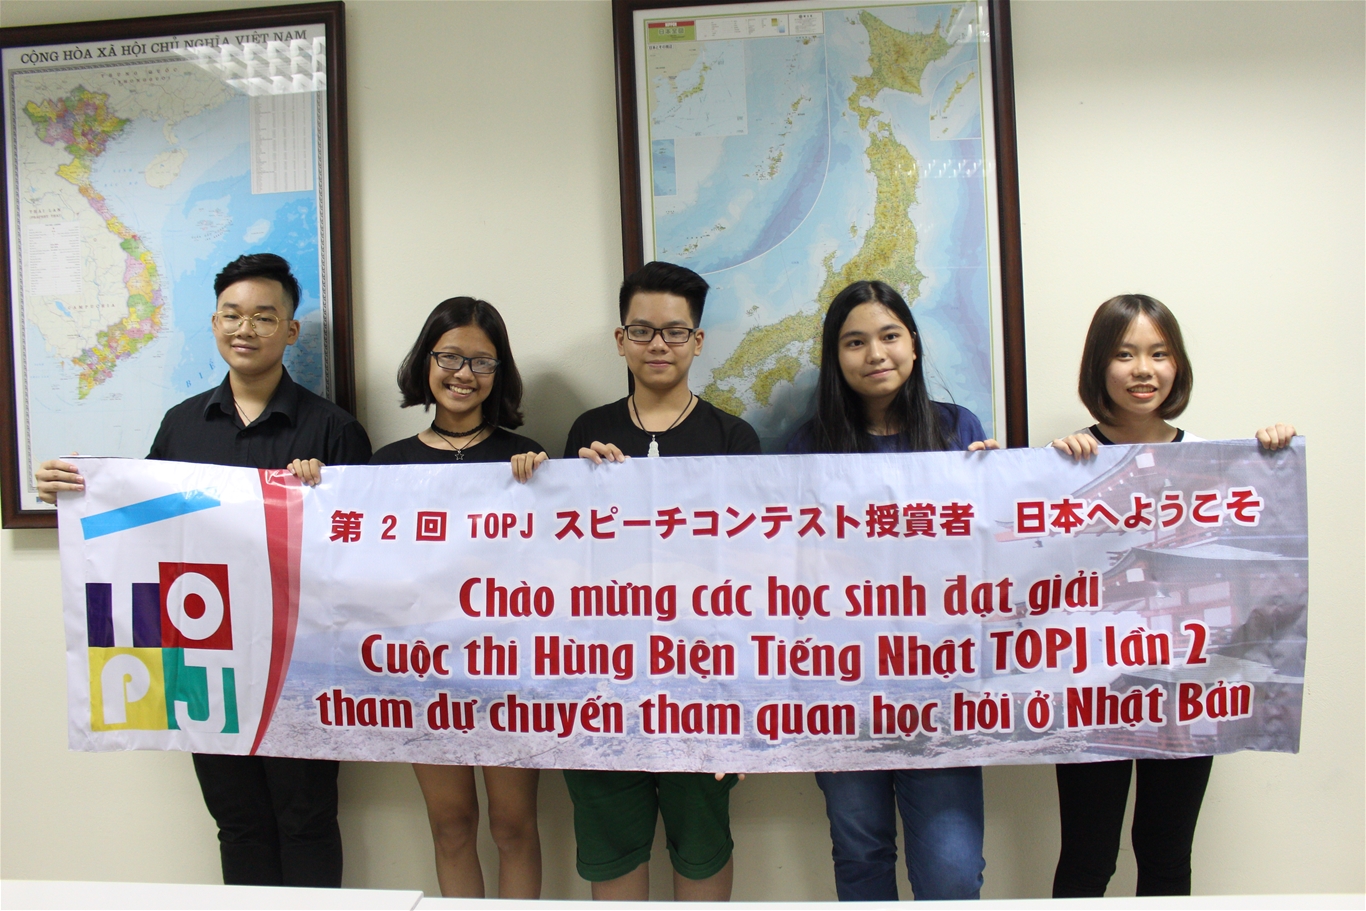 CỘNG HÒA XÃ HỘI CHỦ NGHĨA VIỆT NAM
第 2 回 TOPJ スピーチコンテスト授賞者 日本へようこそ
TOPJ
Chào mừng các học sinh đạt giải
Cuộc thi Hùng Biện Tiếng Nhật TOPJ lần 2
tham dự chuyến tham quan học hỏi ở Nhật Bản